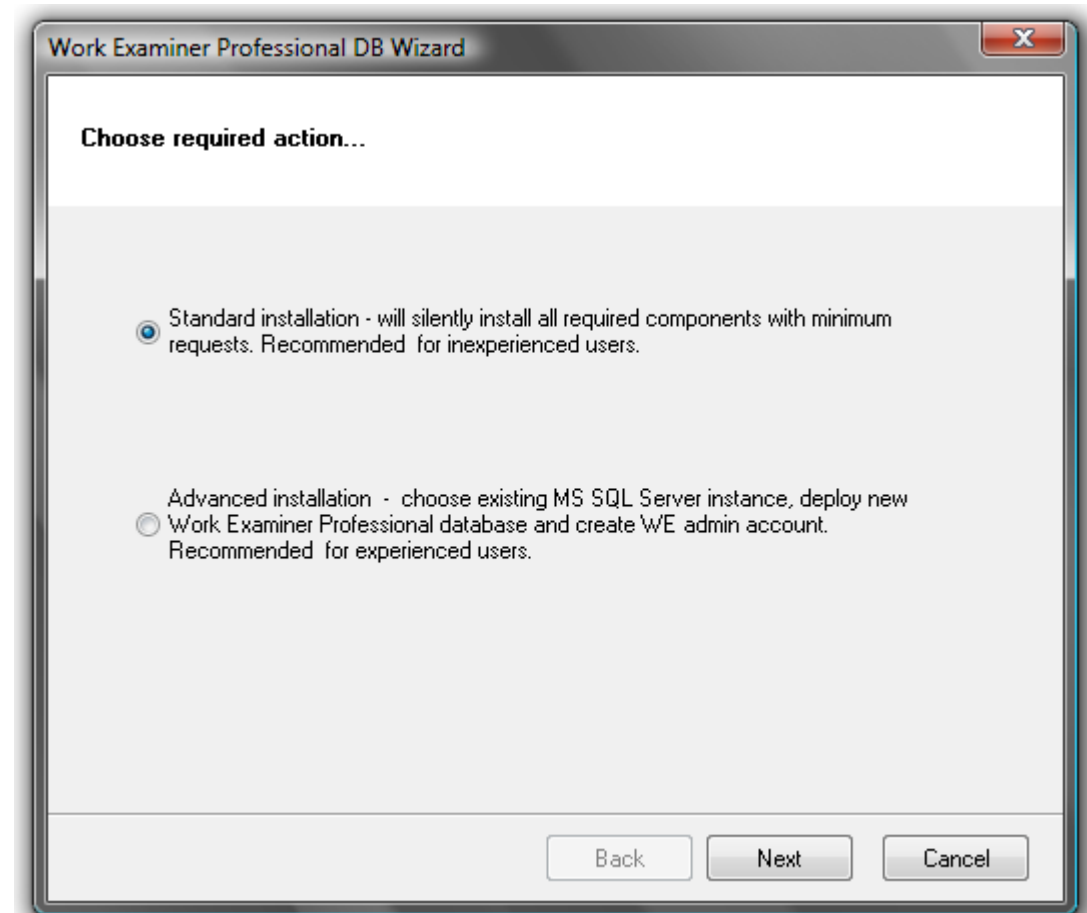 Work Examiner Professional DB Wizard
Choose required action...
Standard installation - will silently install all required components with minimum
requests. Recommended  for inexperienced users.
Advanced installation  -  choose existing MS SQL Server instance, deploy new
Work Examiner Professional database and create WE admin account.
Recommended  for experienced users.
Back
Next
Cancel